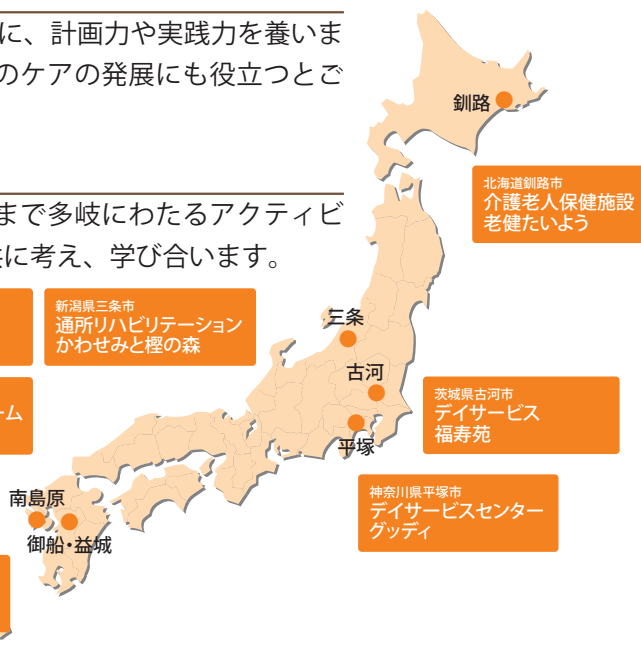 に、計画力や実践力を養いま
のケアの発展にも役立つとご
まで多岐にわたるアクティビ
に考え、学び合います。
釧路
北海道釧路市
介護老人保健施設
老健たいよう
新潟県三条市
通所リハビリテーション
かわせみと樫の森
三条
古河
ーム
茨城県古河市
デイサービス
福寿苑
平塚
神奈川県平塚市
デイサービスセンター
グッディ
南島原
御船・益城